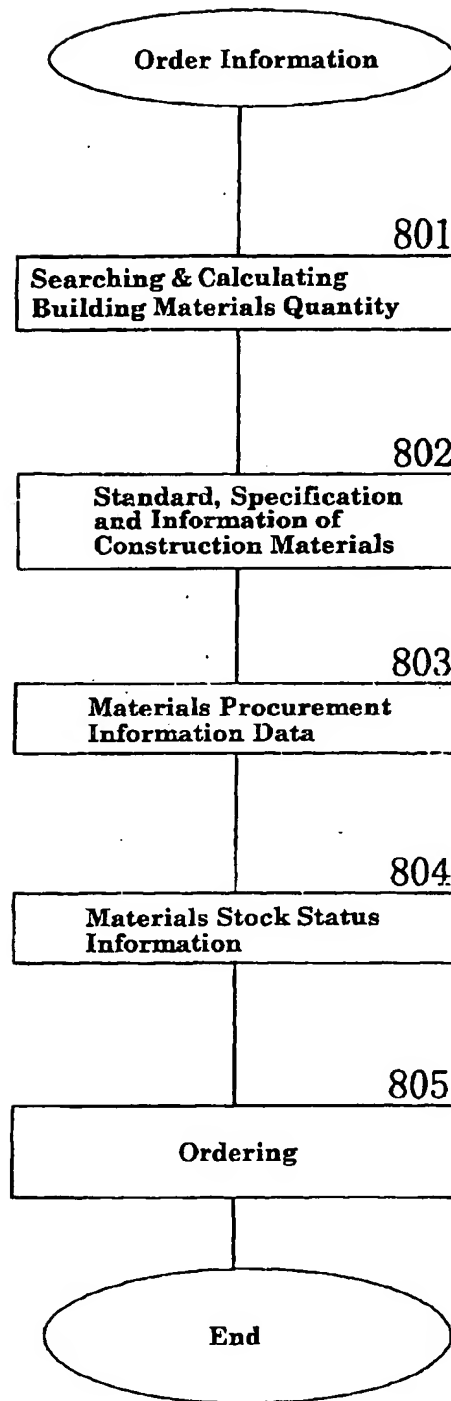 Order Information
801
Searching & Calculating
Building Materials Quantity
802
Standard, Specification
and Information of
Construction Materials
803
Materials Procurement
Information Data
804
Materials Stock Status
Information
805
Ordering
End